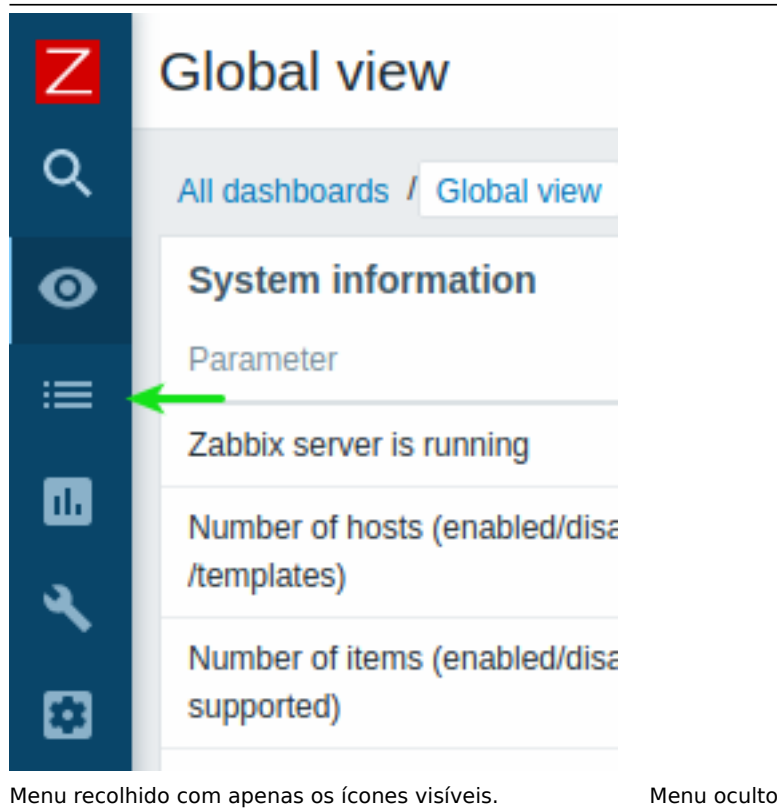 Z
Global view
All dashboards / Global view
System information
Parameter
Zabbix server is running
Number of hosts (enabled/disa
/templates)
Number of items (enabled/disa
supported)
Menu recolhido com apenas os ícones visíveis.
Menu oculto